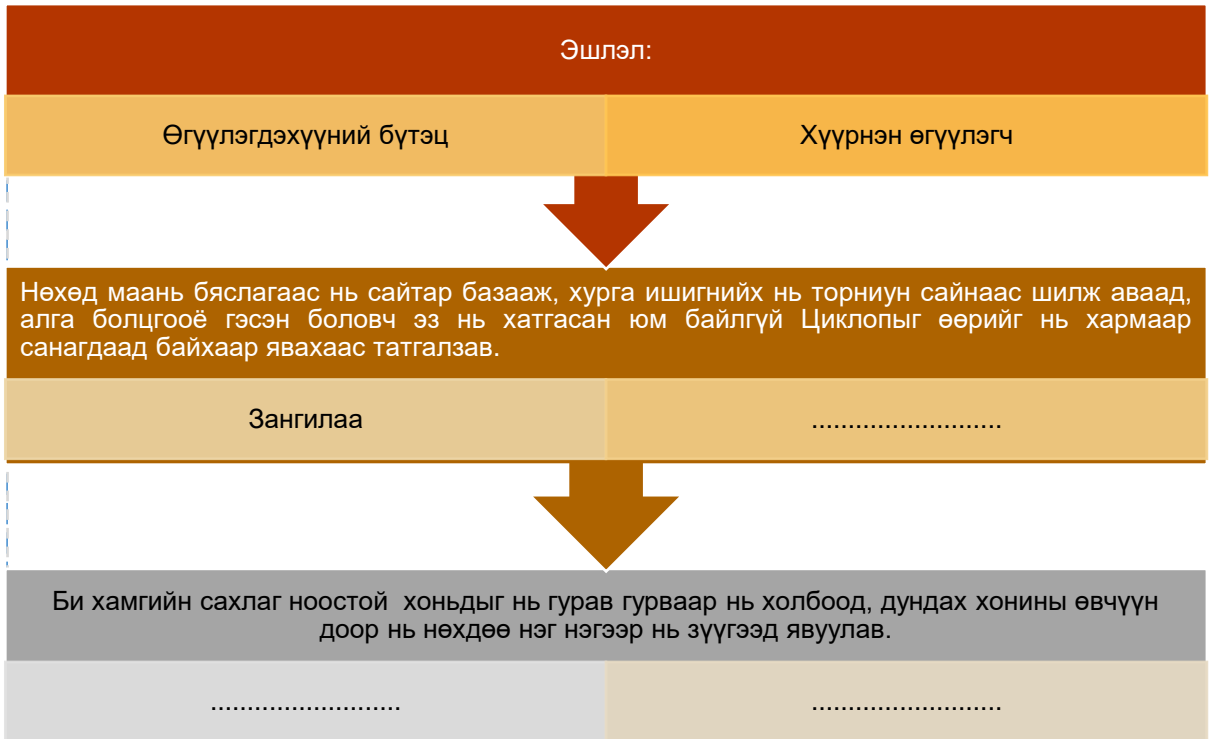 Эшлэл:
Өгүүлэгдэхүүний бүтэц
Хүүрнэн өгүүлэгч
Нөхөд маань бяслагаас нь сайтар базааж, хурга ишигнийх нь торниун сайнаас шилж аваад,
алга болцгооё гэсэн боловч эз нь хатгасан юм байлгүй Циклопыг өөрийг нь хармаар
санагдаад байхаар явахаас татгалзав.
Зангилаа
..........................
Би хамгийн сахлаг ноостой хоньдыг нь гурав гурваар нь холбоод, дундах хонины өвчүүн
доор нь нөхдөө нэг нэгээр нь зүүгээд явуулав.
..........................
..........................